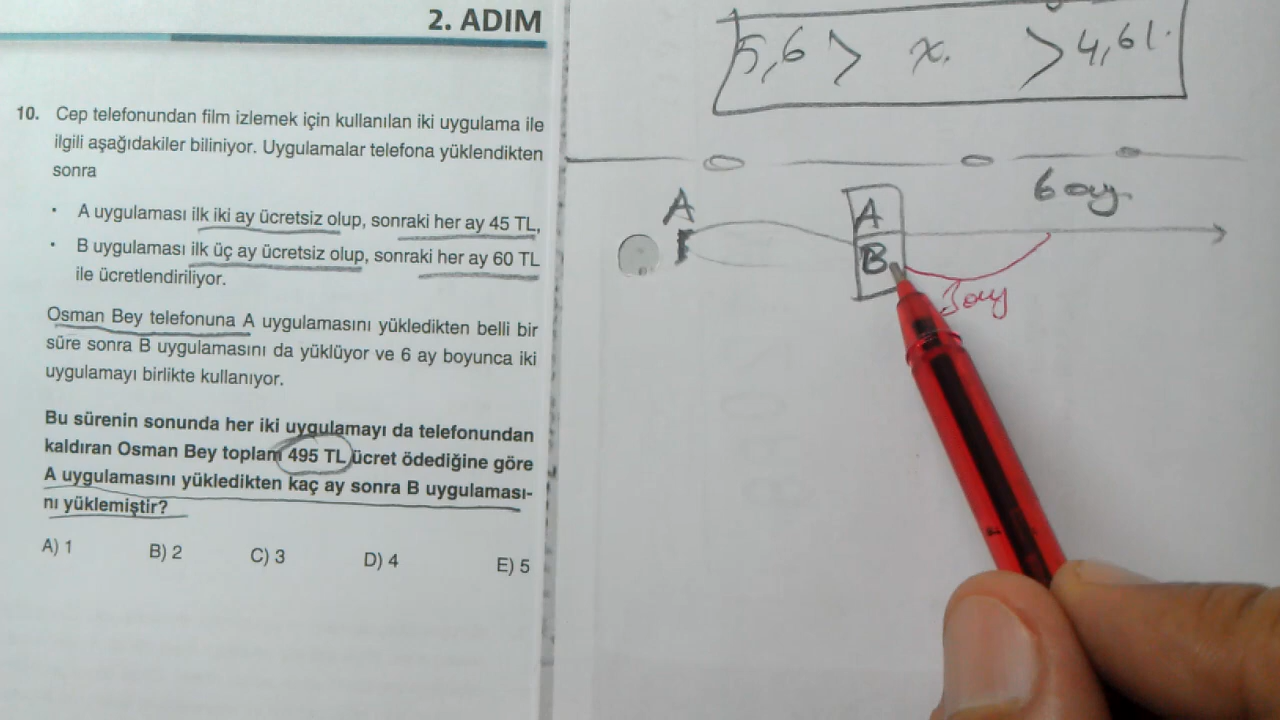 2. ADIM
10. Cep telefonundan film izlemek için kullanılan iki uygulama ile
ilgili aşağıdakiler biliniyor. Uygulamalar telefona yüklendikten
sonra
· A uygulaması ilk iki ay ücretsiz olup, sonraki her ay 45 TL,
· B uygulaması ilk üç ay ücretsiz olup, sonraki her ay 60 TL
ile ücretlendiriliyor.
Osman Bey telefonuna A uygulamasını yükledikten belli bir
süre sonra B uygulamasını da yüklüyor ve 6 ay boyunca iki
uygulamayı birlikte kullanıyor.
Bu sürenin sonunda her iki uygulamayı da telefonundan
kaldıran Osman Bey toplam 495 TL ücret ödediğine göre
A uygulamasını yükledikten kaç ay sonra B uygulaması-
nı yüklemiştir?
A) 1 B) 2 C) 3 D) 4 E) 5
5,6 > x. > 4,61.
A
A
B
6 ay
3 ay